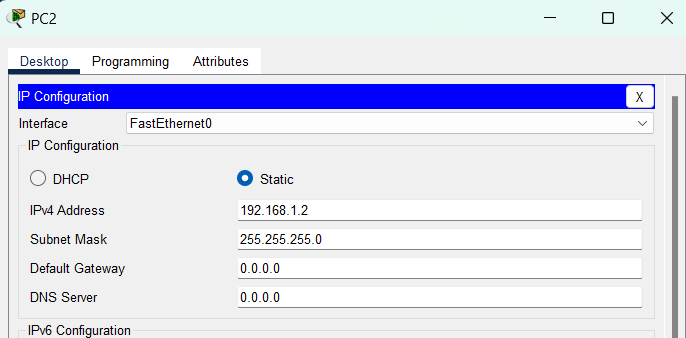 PC2
Desktop Programming Attributes
IP Configuration X
Interface FastEthernet0
IP Configuration
DHCP Static
IPv4 Address 192.168.1.2
Subnet Mask 255.255.255.0
Default Gateway 0.0.0.0
DNS Server 0.0.0.0
IPv6 Configuration